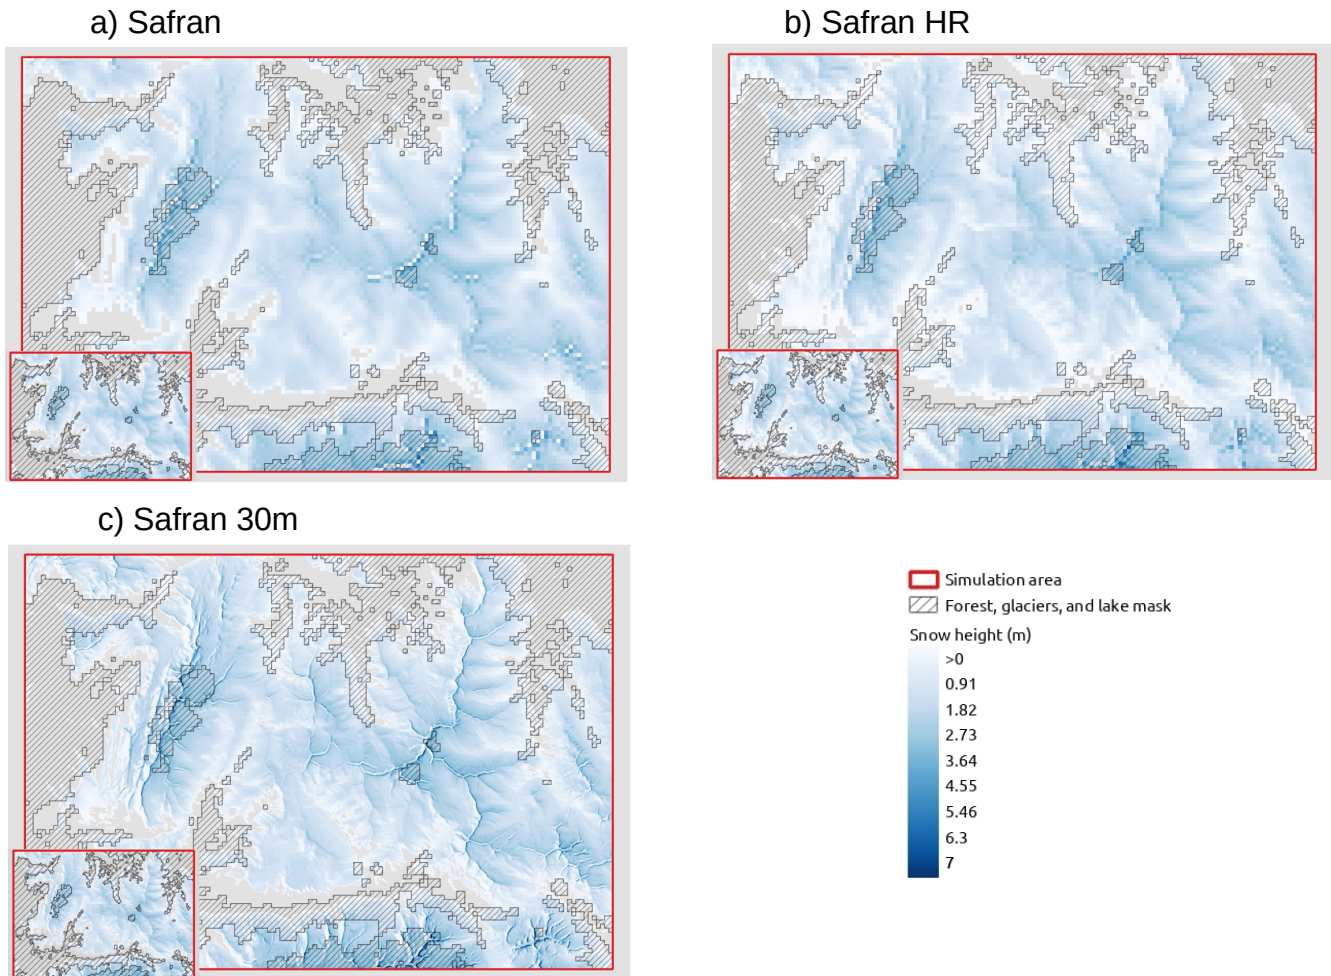 a) Safran
b) Safran HR
c) Safran 30m
Simulation area
Forest, glaciers, and lake mask
Snow height (m)
>0
0.91
1.82
2.73
3.64
4.55
5.46
6.3
7